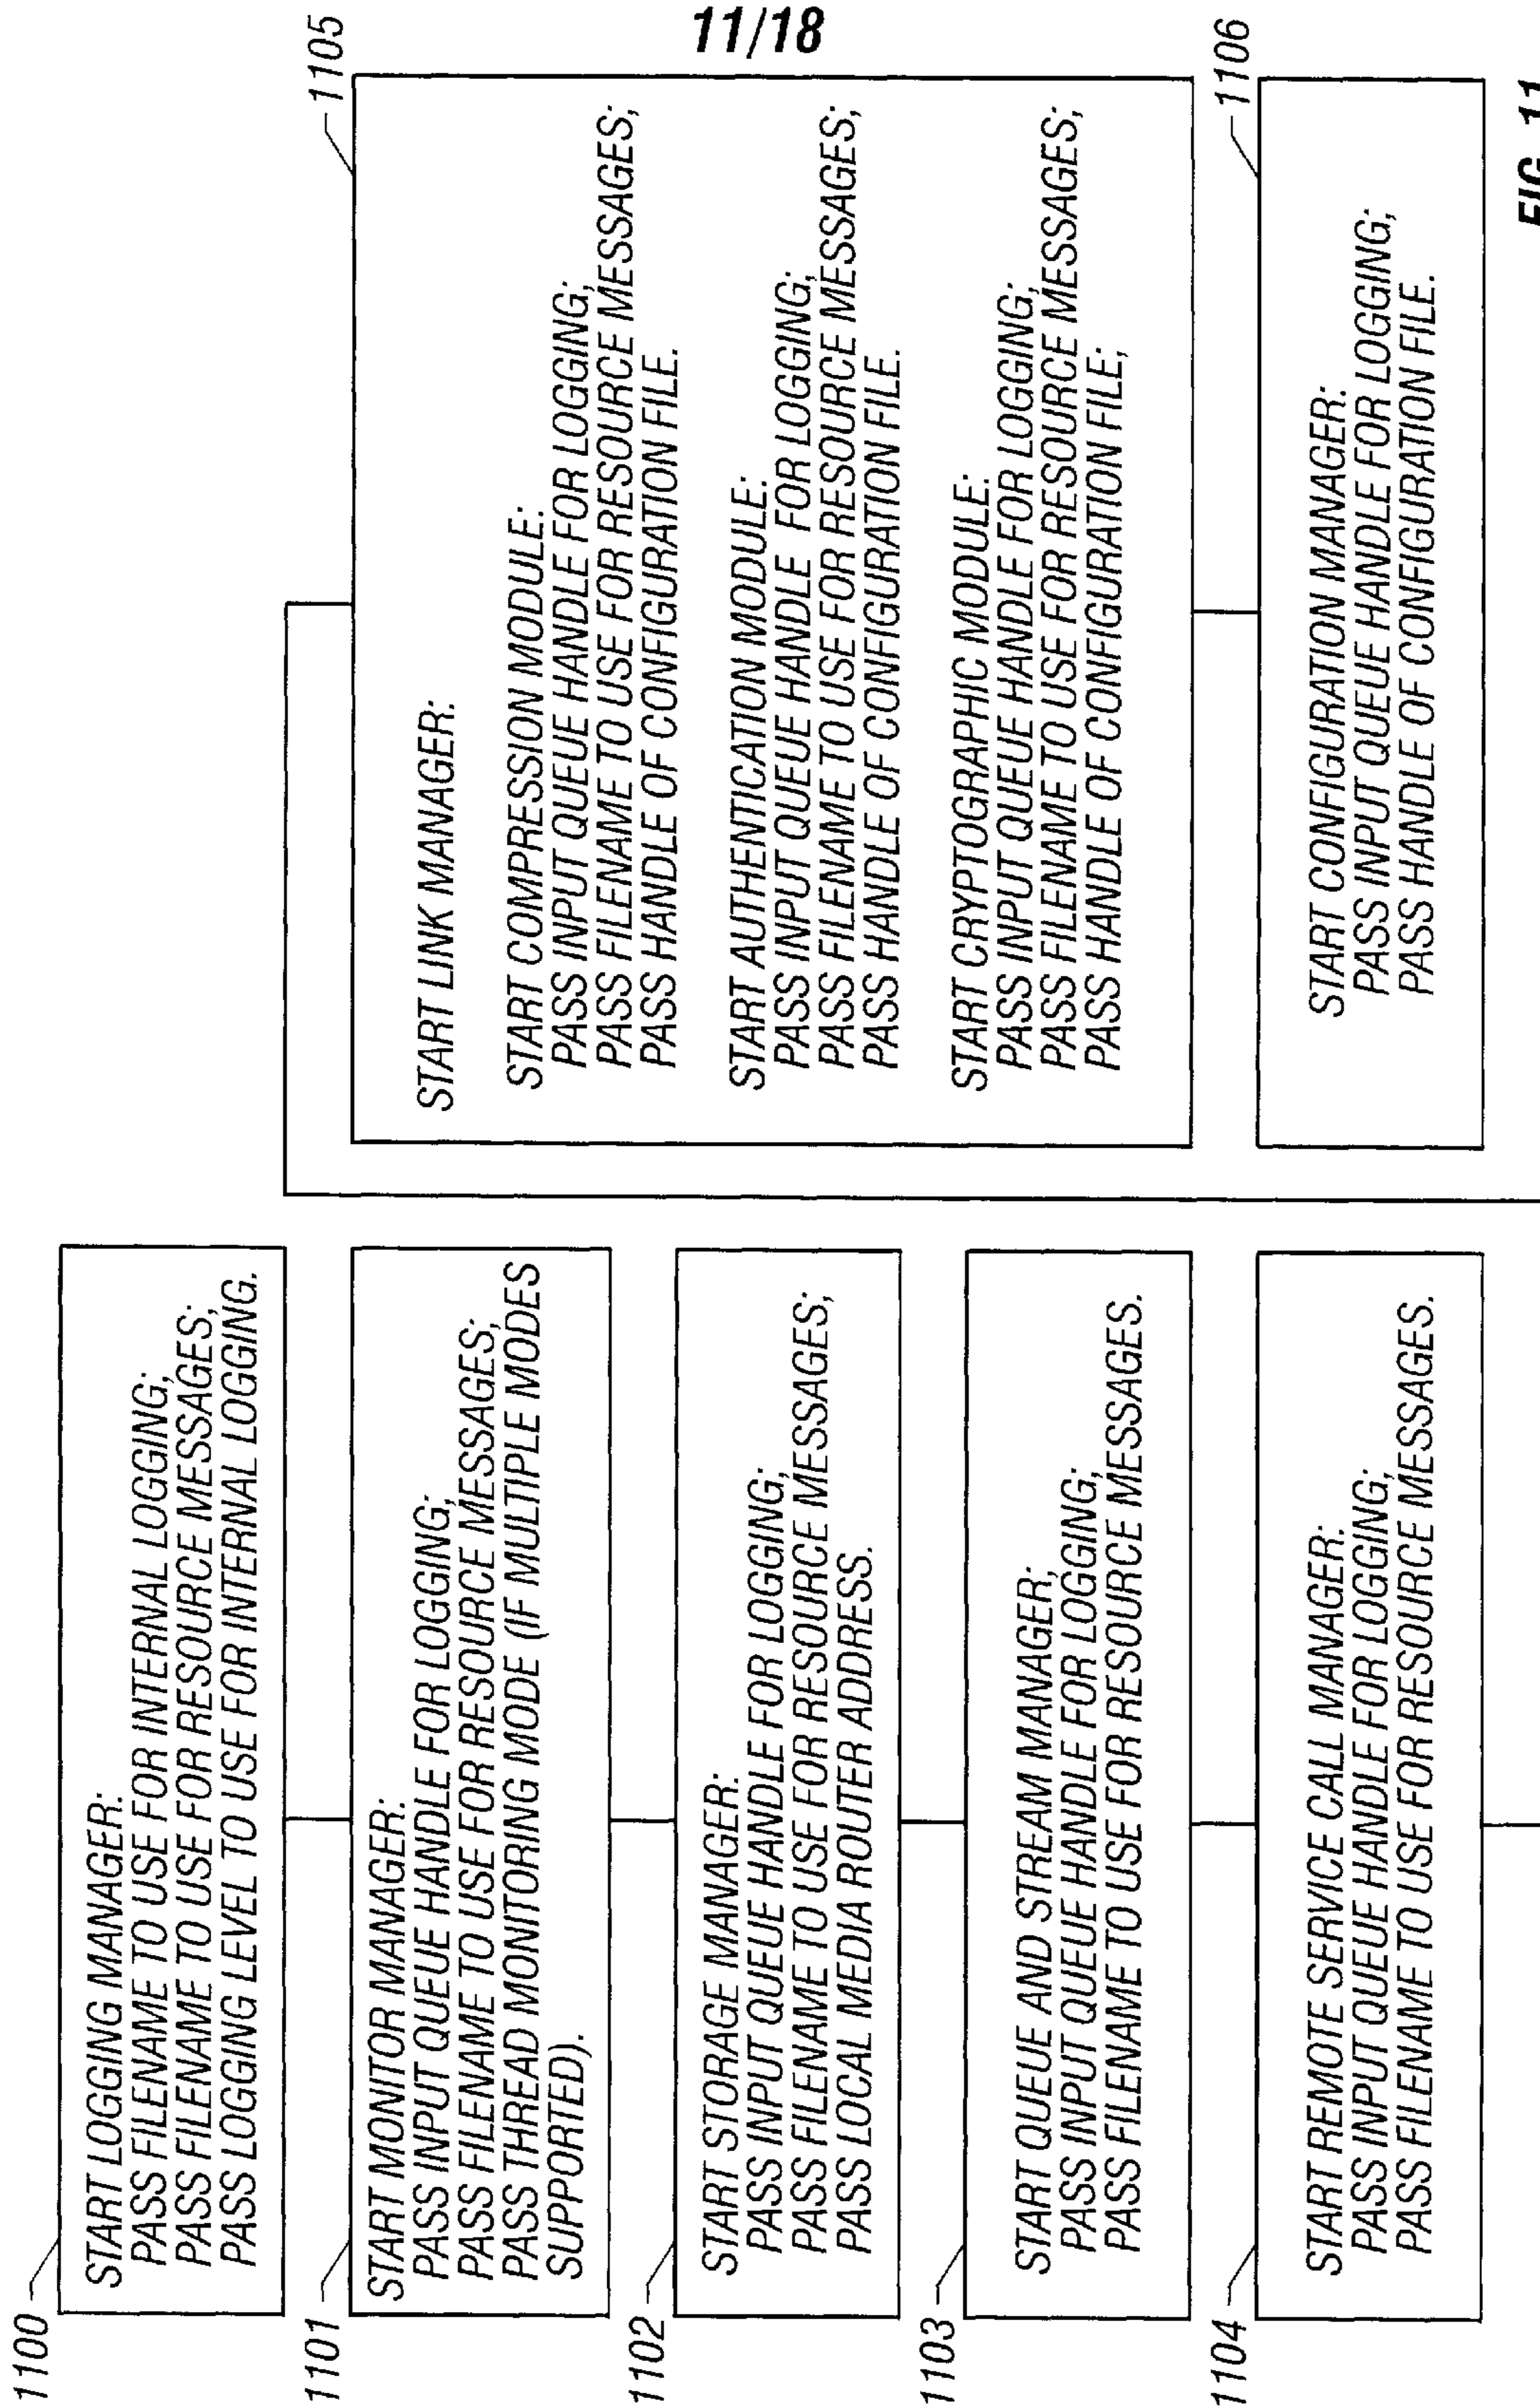 11/18
1100
START LOGGING MANAGER:
PASS FILENAME TO USE FOR INTERNAL LOGGING;
PASS FILENAME TO USE FOR RESOURCE MESSAGES;
PASS LOGGING LEVEL TO USE FOR INTERNAL LOGGING.
1101
START MONITOR MANAGER:
PASS INPUT QUEUE HANDLE FOR LOGGING;
PASS FILENAME TO USE FOR RESOURCE MESSAGES;
PASS THREAD MONITORING MODE (IF MULTIPLE MODES
SUPPORTED).
1102
START STORAGE MANAGER:
PASS INPUT QUEUE HANDLE FOR LOGGING;
PASS FILENAME TO USE FOR RESOURCE MESSAGES;
PASS LOCAL MEDIA ROUTER ADDRESS.
1103
START QUEUE AND STREAM MANAGER:
PASS INPUT QUEUE HANDLE FOR LOGGING;
PASS FILENAME TO USE FOR RESOURCE MESSAGES.
1104
START REMOTE SERVICE CALL MANAGER:
PASS INPUT QUEUE HANDLE FOR LOGGING;
PASS FILENAME TO USE FOR RESOURCE MESSAGES.
1105
START LINK MANAGER:
START COMPRESSION MODULE:
PASS INPUT QUEUE HANDLE FOR LOGGING;
PASS FILENAME TO USE FOR RESOURCE MESSAGES;
PASS HANDLE OF CONFIGURATION FILE.
START AUTHENTICATION MODULE:
PASS INPUT QUEUE HANDLE FOR LOGGING;
PASS FILENAME TO USE FOR RESOURCE MESSAGES;
PASS HANDLE OF CONFIGURATION FILE.
START CRYPTOGRAPHIC MODULE:
PASS INPUT QUEUE HANDLE FOR LOGGING;
PASS FILENAME TO USE FOR RESOURCE MESSAGES;
PASS HANDLE OF CONFIGURATION FILE;
1106
START CONFIGURATION MANAGER:
PASS INPUT QUEUE HANDLE FOR LOGGING;
PASS HANDLE OF CONFIGURATION FILE.
FIG. 11